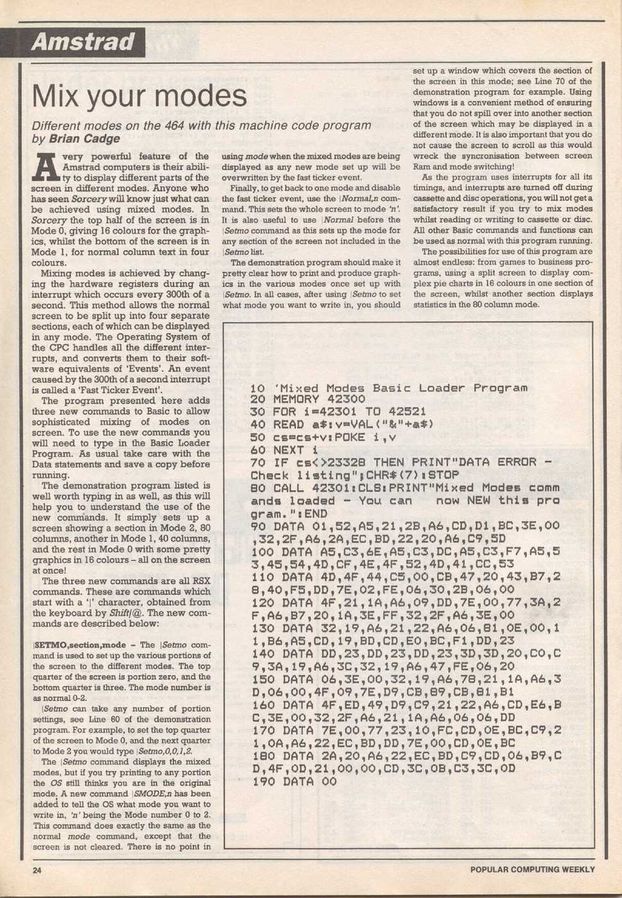 Amstrad
Mix your modes
Different modes on the 464 with this machine code program
by Brian Cadge
A very powerful feature of the
Amstrad computers is their abili-
ty to display different parts of the
screen in different modes. Anyone who
has seen Sorcery will know just what can
be achieved using mixed modes. In
Sorcery the top half of the screen is in
Mode 0, giving 16 colours for the graph-
ics, whilst the bottom of the screen is in
Mode 1, for normal column text in four
colours.
Mixing modes is achieved by chang-
ing the hardware registers during an
interrupt which occurs every 300th of a
second. This method allows the normal
screen to be split up into four separate
sections, each of which can be displayed
in any mode. The Operating System of
the CPC handles all the different inter-
rupts, and converts them to their soft-
ware equivalents of 'Events'. An event
caused by the 300th of a second interrupt
is called a 'Fast Ticker Event'.
The program presented here adds
three new commands to Basic to allow
sophisticated mixing of modes on
screen. To use the new commands you
will need to type in the Basic Loader
Program. As usual take care with the
Data statements and save a copy before
running.
The demonstration program listed is
well worth typing in as well, as this will
help you to understand the use of the
new commands. It simply sets up a
screen showing a section in Mode 2, 80
columns, another in Mode 1, 40 columns,
and the rest in Mode 0 with some pretty
graphics in 16 colours – all on the screen
at once!
The three new commands are all RSX
commands. These are commands which
start with a '|' character, obtained from
the keyboard by Shift/@. The new com-
mands are described below:
|SETMO,section,mode – The |Setmo com-
mand is used to set up the various portions of
the screen to the different modes. The top
quarter of the screen is portion zero, and the
bottom quarter is three. The mode number is
as normal 0-2.
|Setmo can take any number of portion
settings, see Line 60 of the demonstration
program. For example, to set the top quarter
of the screen to Mode 0, and the next quarter
to Mode 2 you would type |Setmo,0,0,1,2.
The |Setmo command displays the mixed
modes, but if you try printing to any portion
the OS still thinks you are in the original
mode, A new command |SMODE,n has been
added to tell the OS what mode you want to
write in, 'n' being the Mode number 0 to 2.
This command does exactly the same as the
normal mode command, except that the
screen is not cleared. There is no point in
using mode when the mixed modes are being
displayed as any new mode set up will be
overwritten by the fast ticker event.
Finally, to get back to one mode and disable
the fast ticker event, use the |Normal,n com-
mand. This sets the whole screen to mode 'n'.
It is also useful to use |Normal before the
|Setmo command as this sets up the mode for
any section of the screen not included in the
|Setmo list.
The demonstration program should make it
pretty clear how to print and produce graph-
ics in the various modes once set up with
|Setmo. In all cases, after using |Setmo to set
what mode you want to write in, you should
set up a window which covers the section of
the screen in this mode; see Line 70 of the
demonstration program for example. Using
windows is a convenient method of ensuring
that you do not spill over into another section
of the screen which may be displayed in a
different mode. It is also important that you do
not cause the screen to scroll as this would
wreck the syncronisation between screen
Ram and mode switching!
As the program uses interrupts for all its
timings, and interrupts are turned off during
cassette and disc operations, you will not get a
satisfactory result if you try to mix modes
whilst reading or writing to cassette or disc.
All other Basic commands and functions can
be used as normal with this program running.
The possibilities for use of this program are
almost endless: from games to business pro-
grams, using a split screen to display com-
plex pie charts in 16 colours in one section of
the screen, whilst another section displays
statistics in the 80 column mode.
10 'Mixed Modes Basic Loader Program
20 MEMORY 42300
30 FOR i=42301 TO 42521
40 READ a$:v=VAL("&"+a$)
50 cs=cs+v:POKE i,v
60 NEXT i
70 IF cs<>23328 THEN PRINT"DATA ERROR -
Check listing";CHR$(7):STOP
80 CALL 42301:CLS:PRINT"Mixed Modes comm
ands loaded - You can   now NEW this pro
gram.":END
90 DATA 01,52,A5,21,2B,A6,CD,D1,BC,3E,00
,32,2F,A6,2A,EC,BD,22,20,A6,C9,5D
100 DATA A5,C3,6E,A5,C3,DC,A5,C3,F7,A5,5
3,45,54,4D,CF,4E,4F,52,4D,41,CC,53
110 DATA 4D,4F,44,C5,00,CB,47,20,43,B7,2
8,40,F5,DD,7E,02,FE,06,30,2B,06,00
120 DATA 4F,21,1A,A6,09,DD,7E,00,77,3A,2
F,A6,B7,20,1A,3E,FF,32,2F,A6,3E,00
130 DATA 32,19,A6,21,22,A6,06,81,0E,00,1
1,B6,A5,CD,19,BD,CD,E0,BC,F1,DD,23
140 DATA DD,23,DD,23,DD,23,3D,3D,20,C0,C
9,3A,19,A6,3C,32,19,A6,47,FE,06,20
150 DATA 06,3E,00,32,19,A6,78,21,1A,A6,3
D,06,00,4F,09,7E,D9,CB,89,CB,81,B1
160 DATA 4F,ED,49,D9,C9,21,22,A6,CD,E6,B
C,3E,00,32,2F,A6,21,1A,A6,06,06,DD
170 DATA 7E,00,77,23,10,FC,CD,0E,BC,C9,2
1,0A,A6,22,EC,BD,DD,7E,00,CD,0E,BC
180 DATA 2A,20,A6,22,EC,BD,C9,CD,06,B9,C
D,4F,0D,21,00,00,CD,3C,0B,C3,3C,0D
190 DATA 00
24
POPULAR COMPUTING WEEKLY